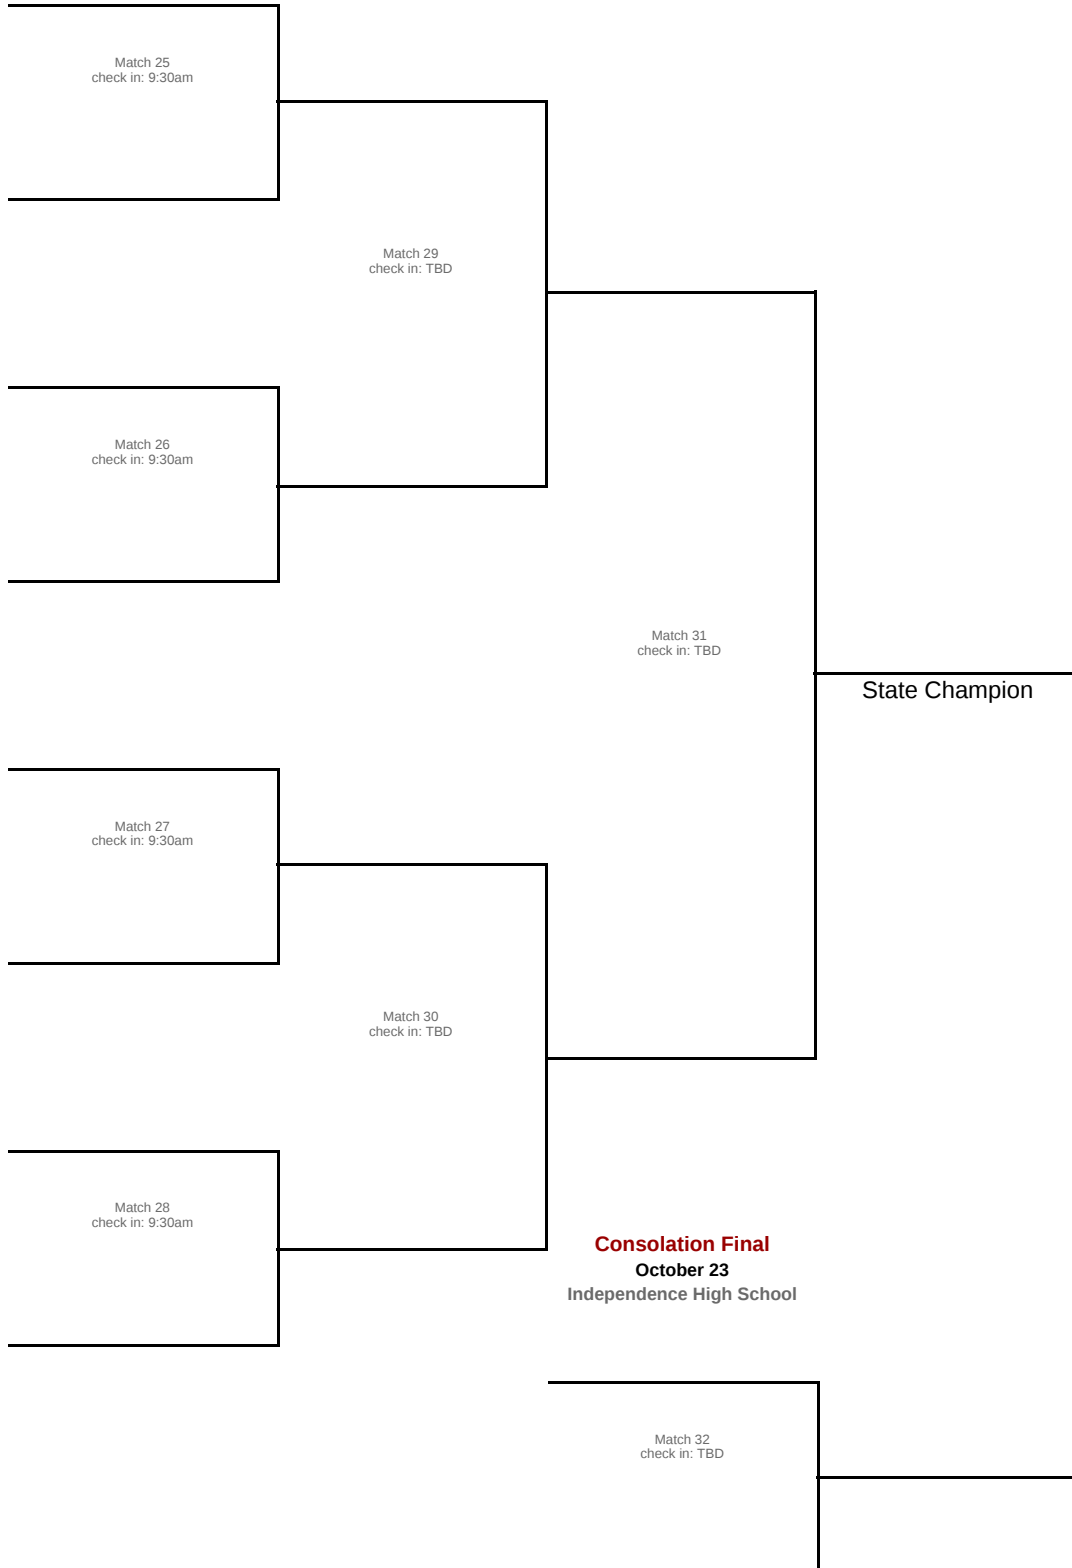 Match 25
check in: 9:30am
Match 29
check in: TBD
Match 26
check in: 9:30am
Match 31
check in: TBD
State Champion
Match 27
check in: 9:30am
Match 30
check in: TBD
Match 28
check in: 9:30am
Consolation Final
October 23
Independence High School
Match 32
check in: TBD